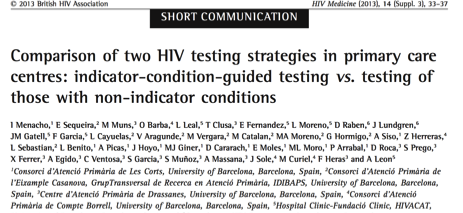 © 2013 British HIV Association
HIV Medicine (2013), 14 (Suppl. 3), 33–37
SHORT COMMUNICATION
Comparison of two HIV testing strategies in primary care
centres: indicator-condition-guided testing vs. testing of
those with non-indicator conditions
I Menacho,¹ E Sequeira,² M Muns,³ O Barba,⁴ L Leal,⁵ T Clusa,³ E Fernandez,⁵ L Moreno,⁵ D Raben,⁶ J Lundgren,⁶
JM Gatell,⁵ F Garcia,⁵ L Cayuelas,² V Aragunde,² M Vergara,² M Catalan,² MA Moreno,² G Hormigo,² A Siso,¹ Z Herreras,⁴
L Sebastian,² L Benito,¹ A Picas,¹ J Hoyo,¹ MJ Giner,¹ D Cararach,¹ E Moles,¹ ML Moro,¹ P Arrabal,¹ D Roca,³ S Prego,³
X Ferrer,³ A Egido,³ C Ventosa,³ S Garcia,³ S Muñoz,³ A Massana,³ J Sole,⁴ M Curiel,⁴ F Heras³ and A Leon⁵
¹Consorci d'Atenció Primària de Les Corts, University of Barcelona, Barcelona, Spain, ²Consorci d'Atenció Primària de
l'Eixample Casanova, GrupTransversal de Recerca en Atenció Primària, IDIBAPS, University of Barcelona, Barcelona,
Spain, ³Centre d'Atenció Primària de Drassanes, University of Barcelona, Barcelona, Spain, ⁴Consorci d'Atenció
Primària de Compte Borrell, University of Barcelona, Barcelona, Spain, ⁵Hospital Clinic-Fundació Clinic, HIVACAT,